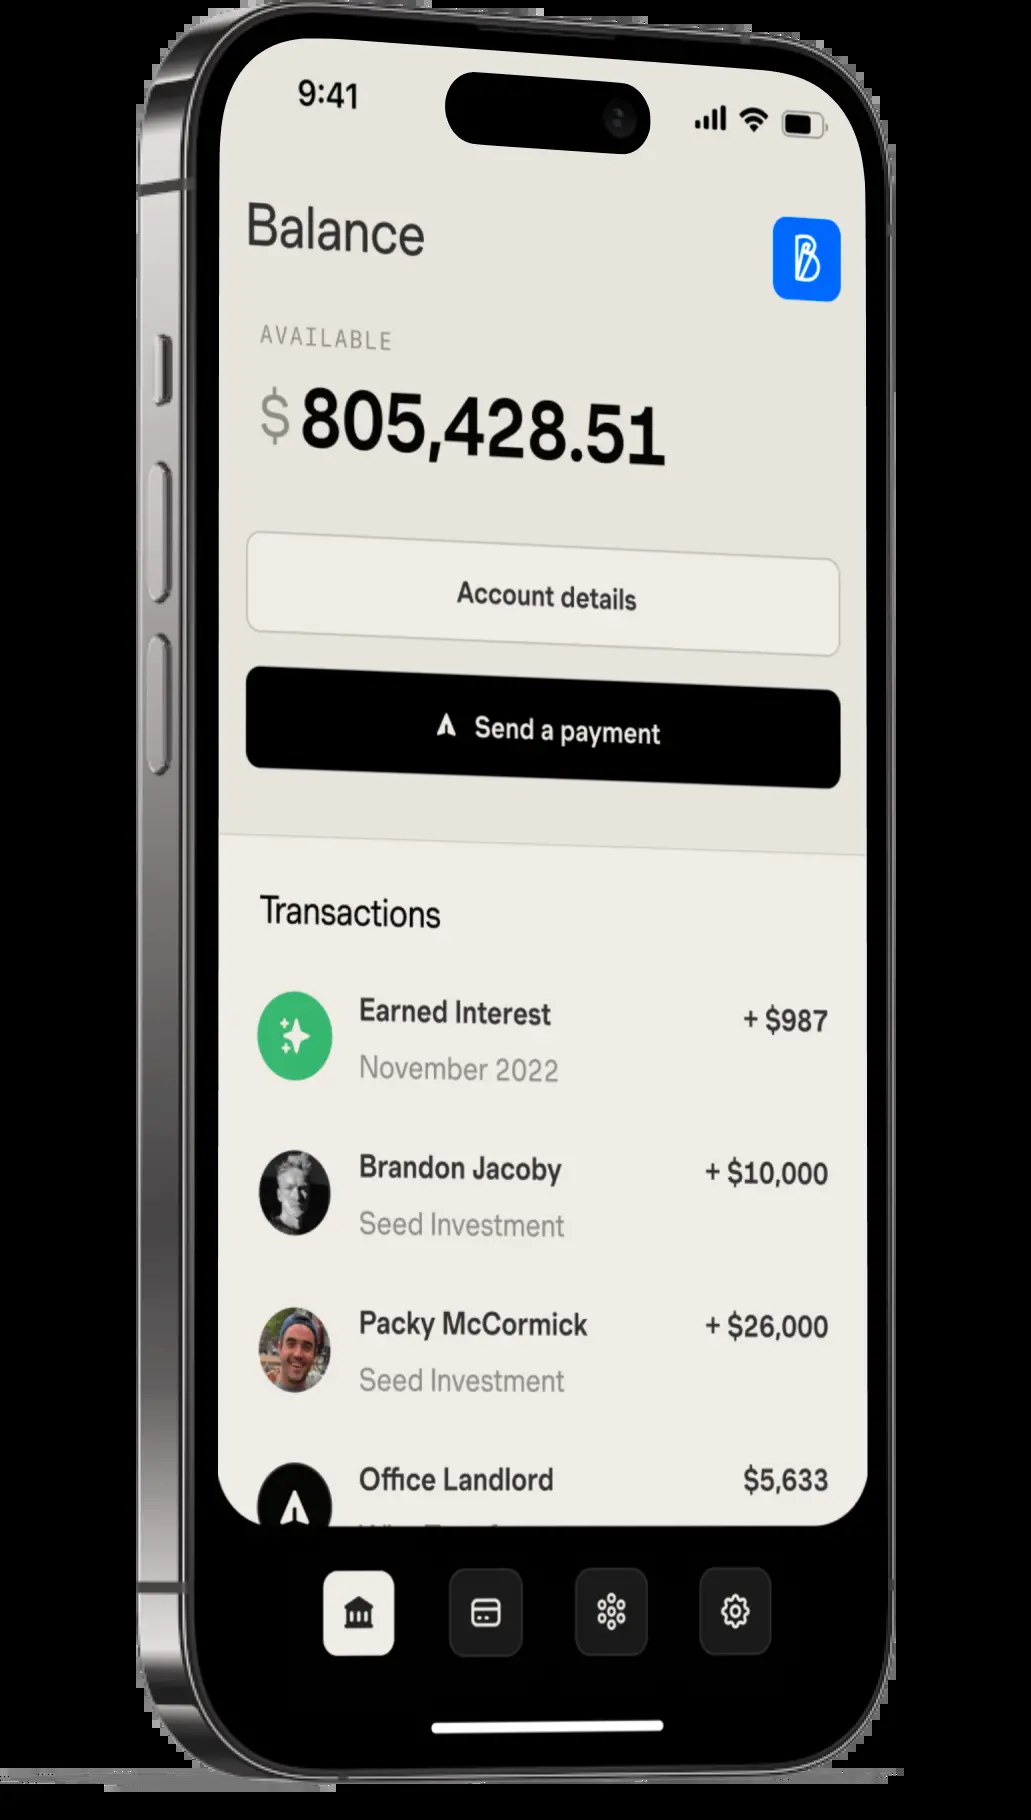 9:41
Balance
B
AVAILABLE
$ 805,428.51
Account details
Send a payment
Transactions
Earned Interest
+ $987
November 2022
Brandon Jacoby
+ $10,000
Seed Investment
Packy McCormick
+ $26,000
Seed Investment
Office Landlord
$5,633